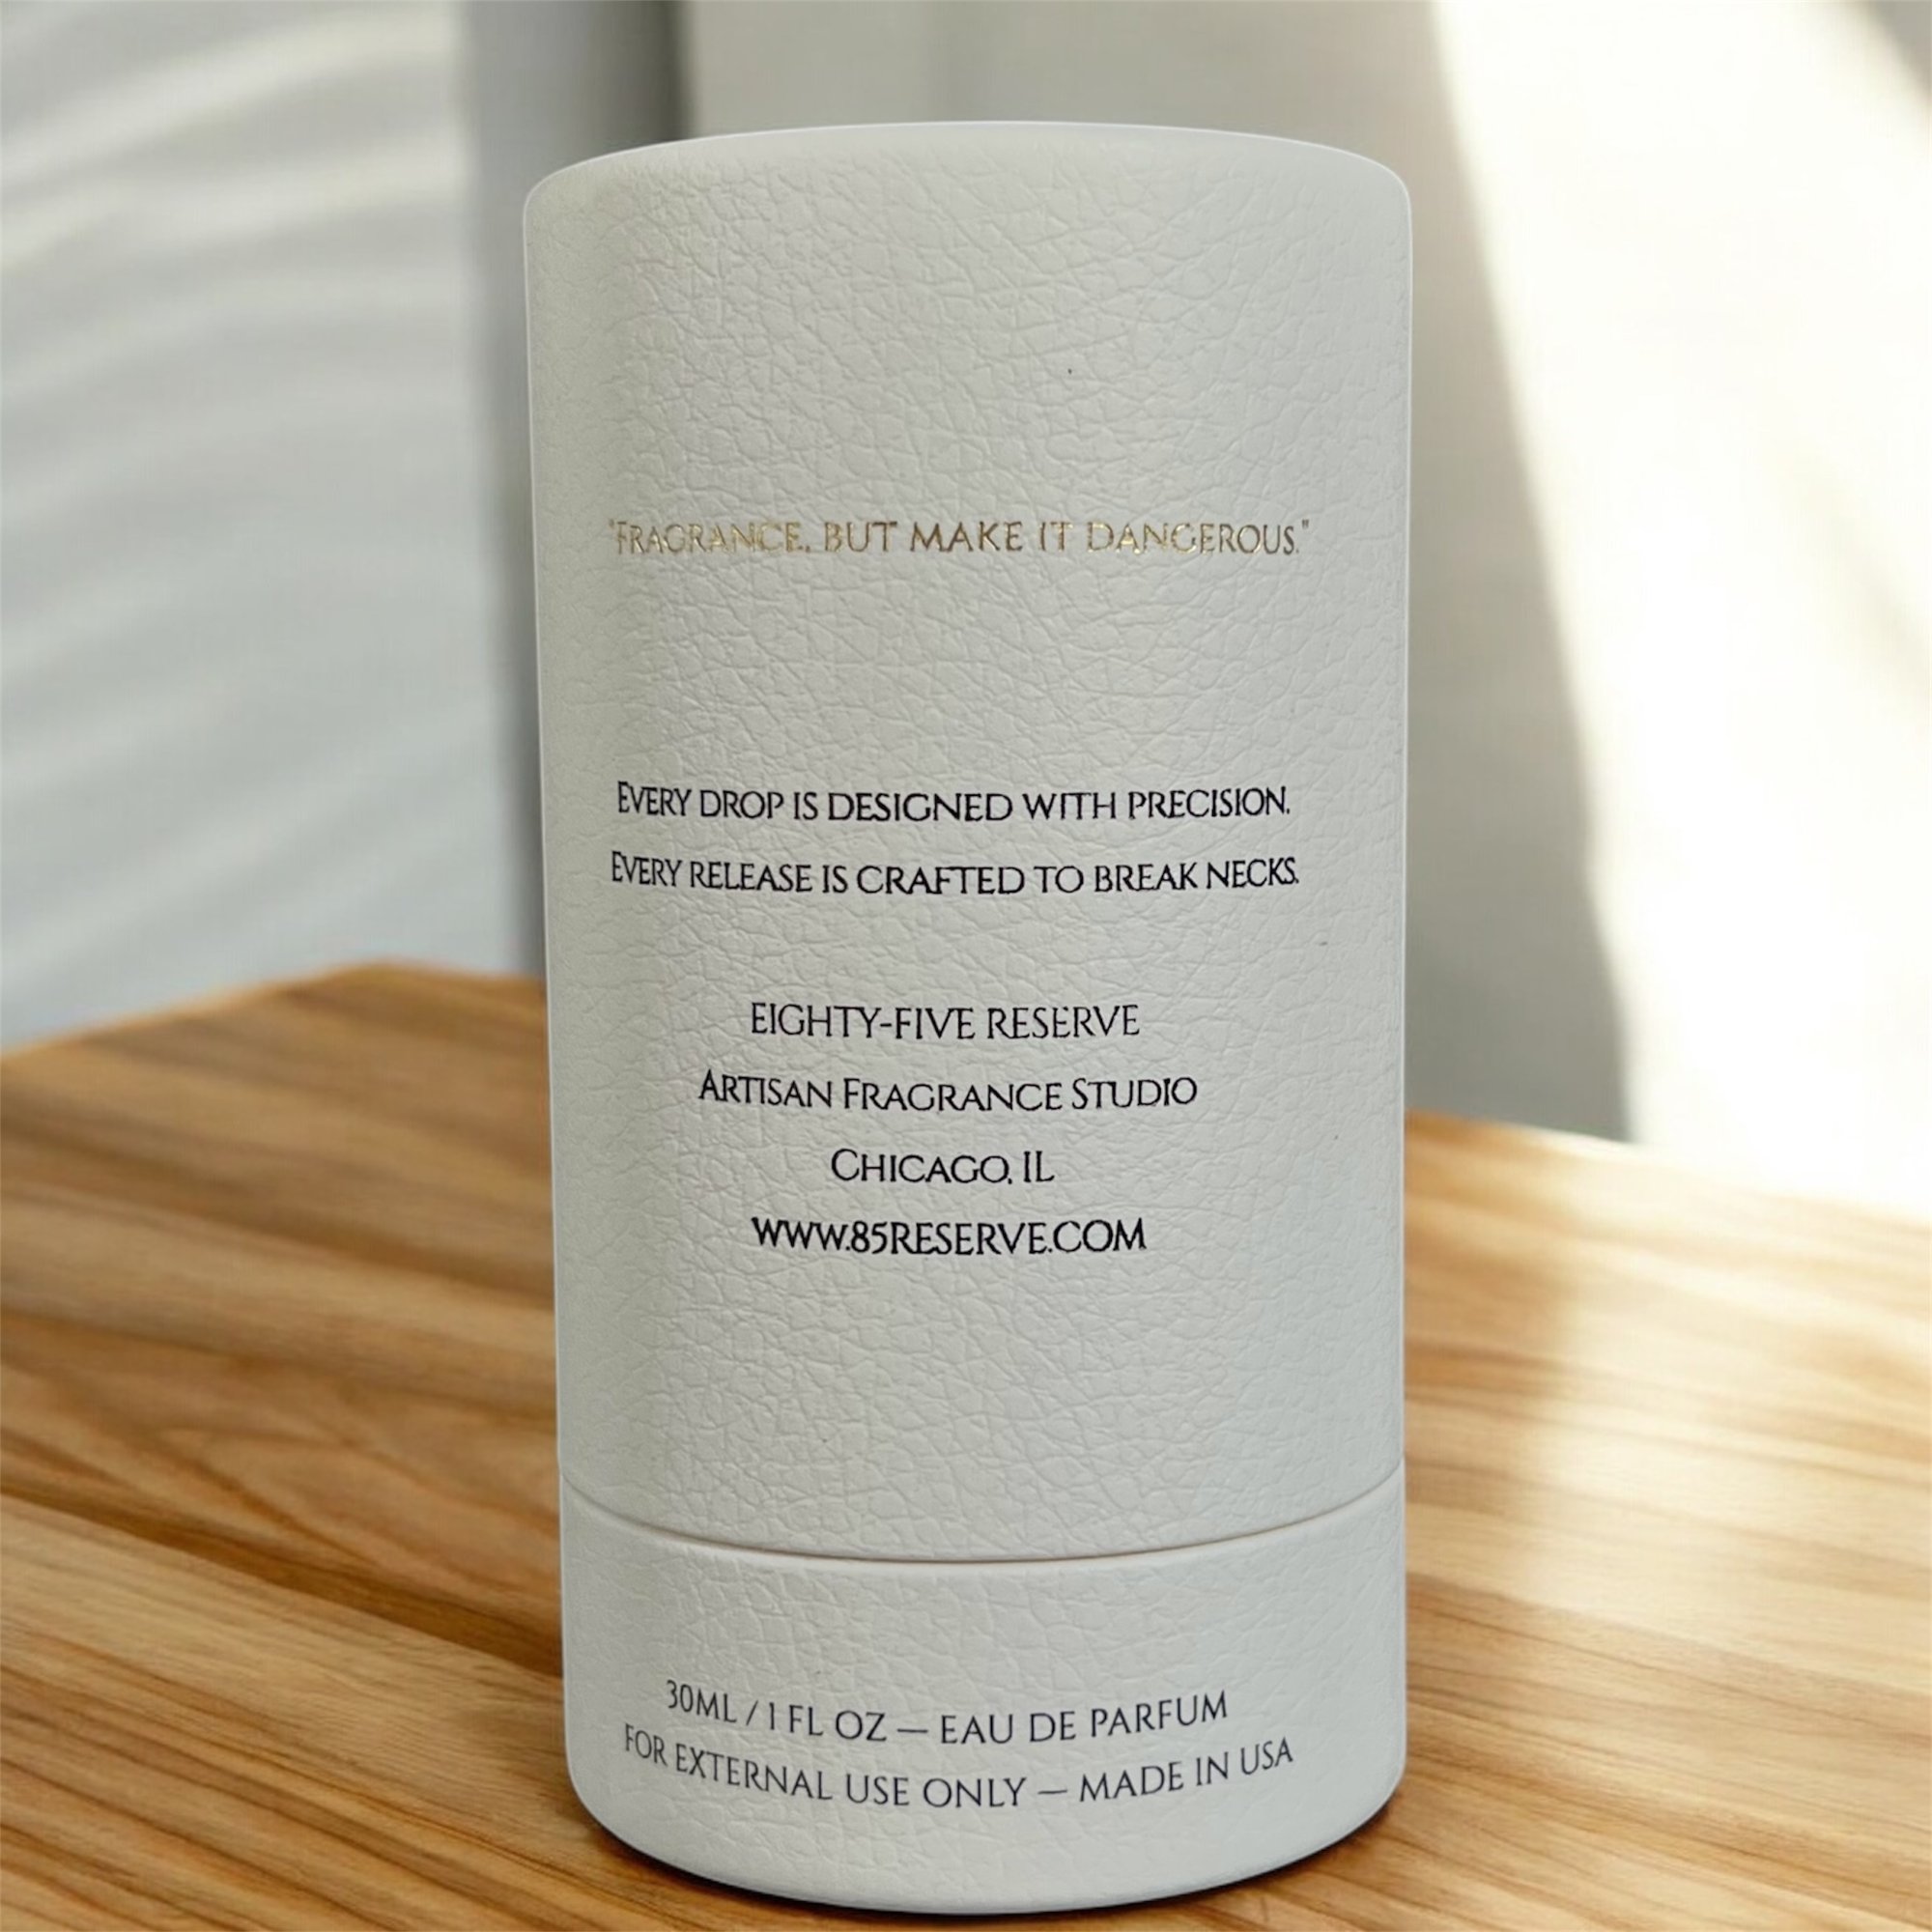 "Fragrance, but make it dangerous."
Every drop is designed with precision.
Every release is crafted to break necks.
EIGHTY-FIVE RESERVE
Artisan Fragrance Studio
Chicago, IL
WWW.85RESERVE.COM
30ML / 1 FL OZ — EAU DE PARFUM
FOR EXTERNAL USE ONLY — MADE IN USA